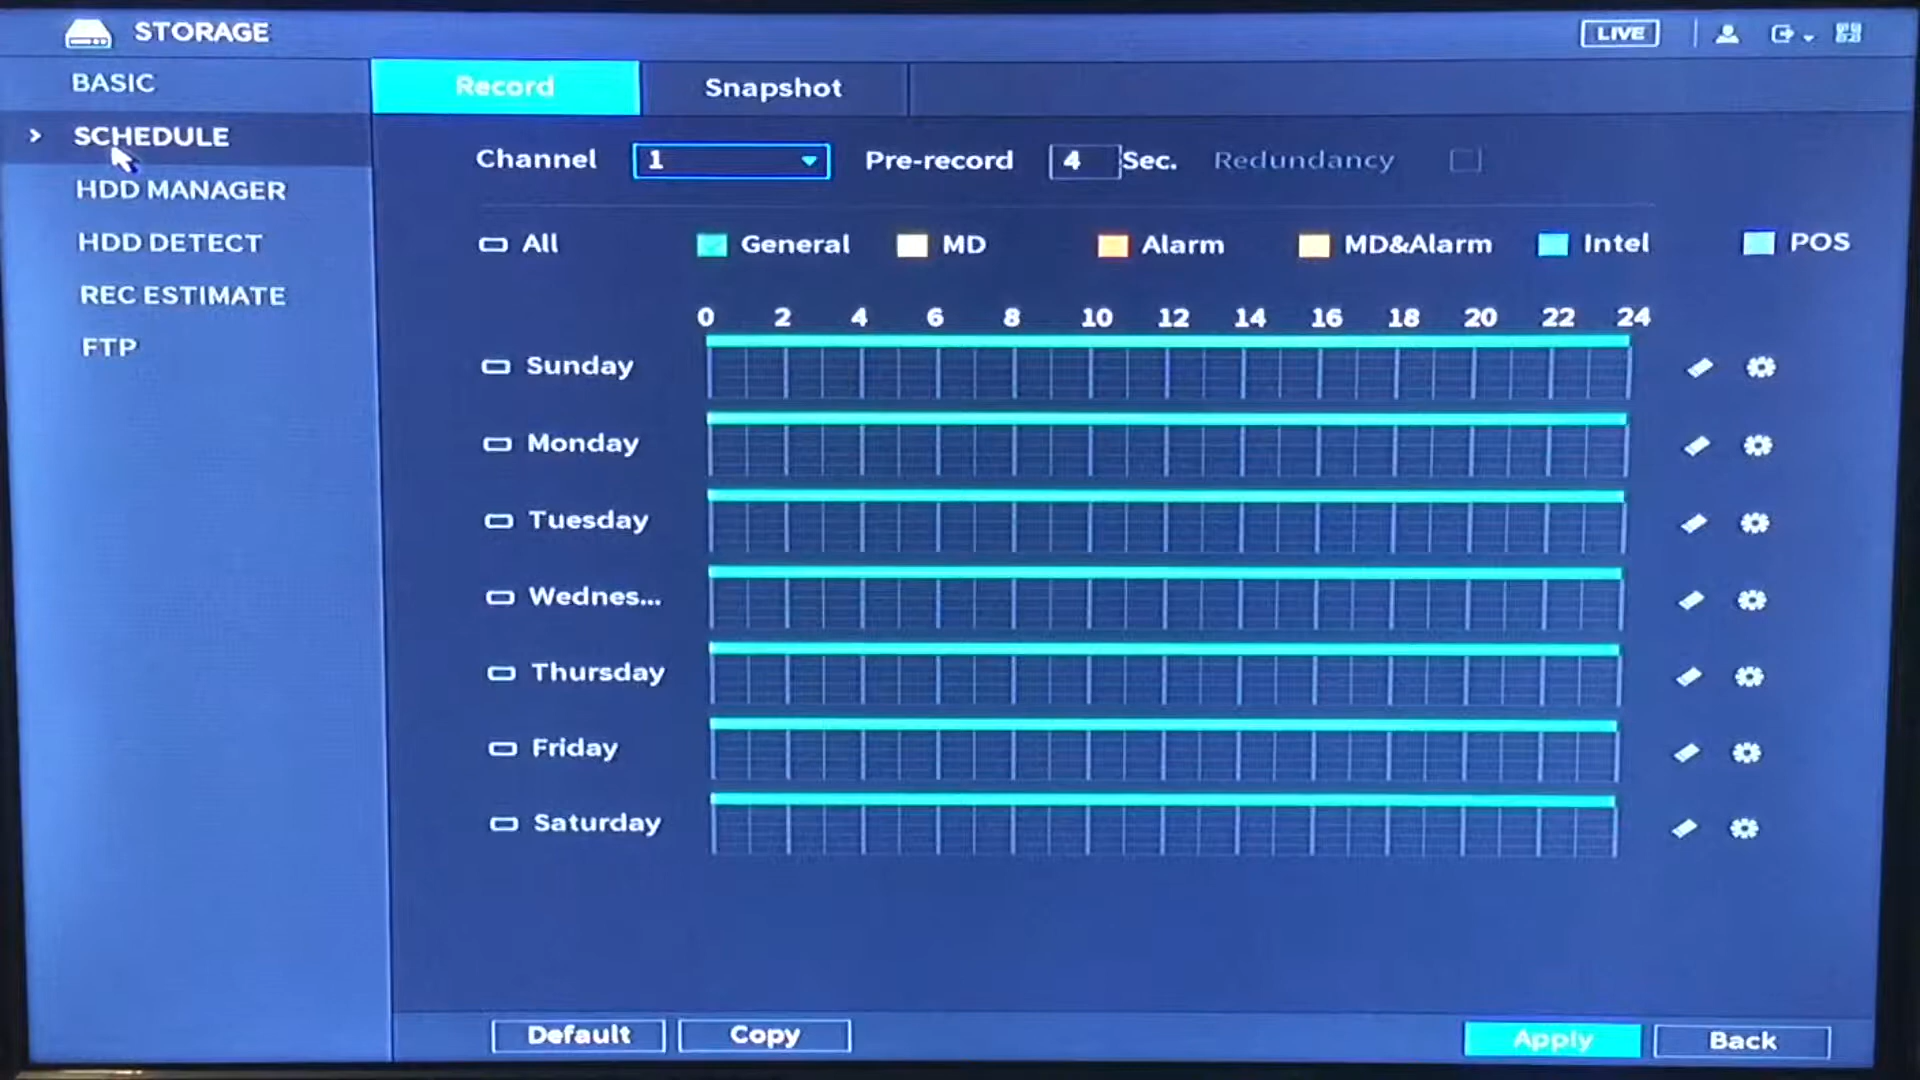 STORAGE
LIVE
BASIC
SCHEDULE
HDD MANAGER
HDD DETECT
REC ESTIMATE
FTP
Record Snapshot
Channel 1 Pre-record 4 Sec. Redundancy
All General MD Alarm MD&Alarm Intel POS
0 2 4 6 8 10 12 14 16 18 20 22 24
Sunday
Monday
Tuesday
Wednes...
Thursday
Friday
Saturday
Default Copy Apply Back